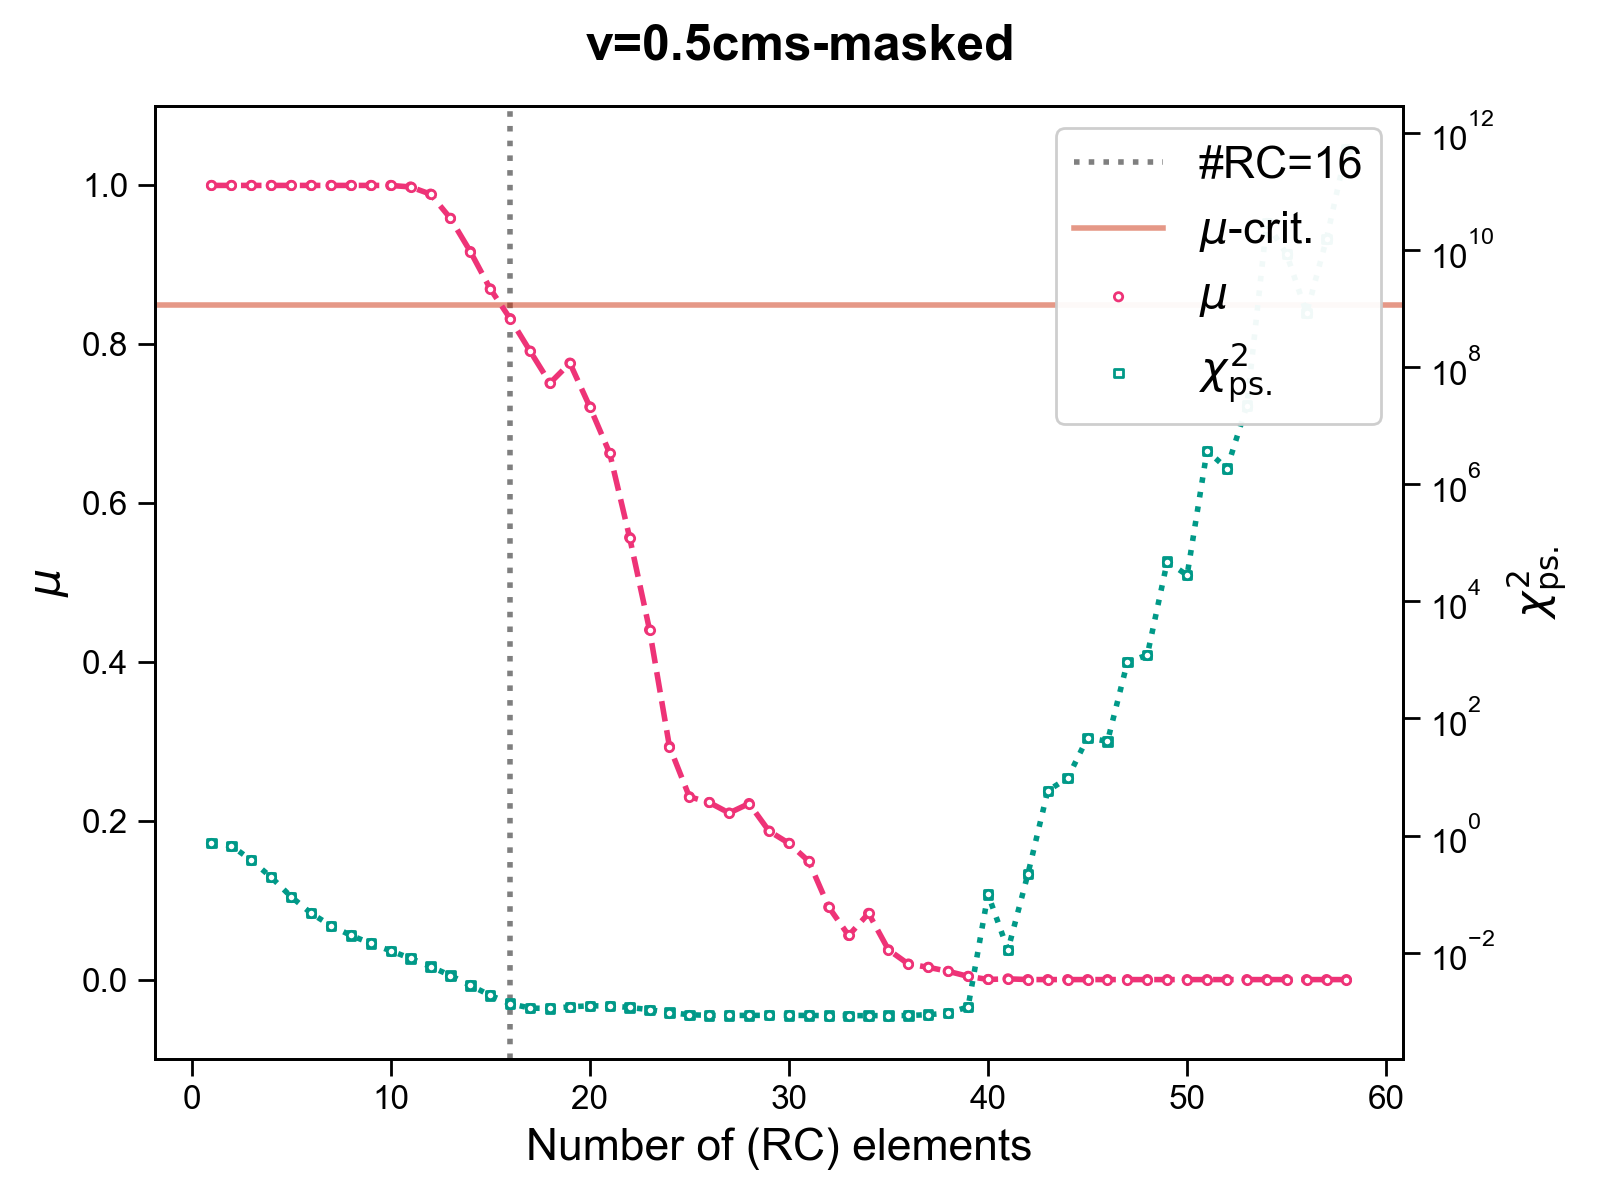 v=0.5cms-masked
#RC=16
μ-crit.
μ
χ²ps.
1.0
0.8
0.6
0.4
0.2
0.0
μ
10¹²
10¹⁰
10⁸
10⁶
10⁴
10²
10⁰
10⁻²
χ²ps.
0 10 20 30 40 50 60
Number of (RC) elements